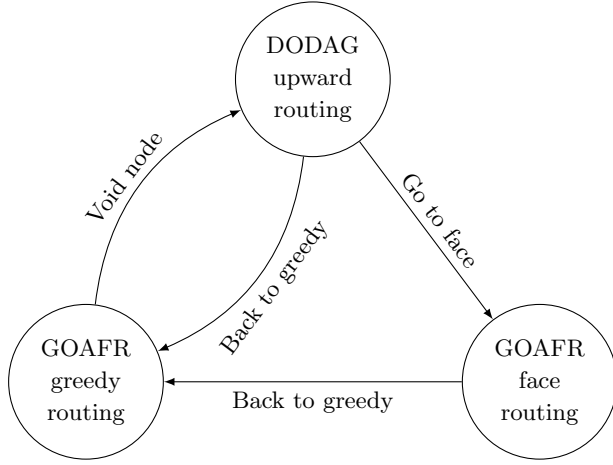 DODAG
upward
routing
Void node
Go to face
Back to greedy
GOAFR
greedy
routing
Back to greedy
GOAFR
face
routing